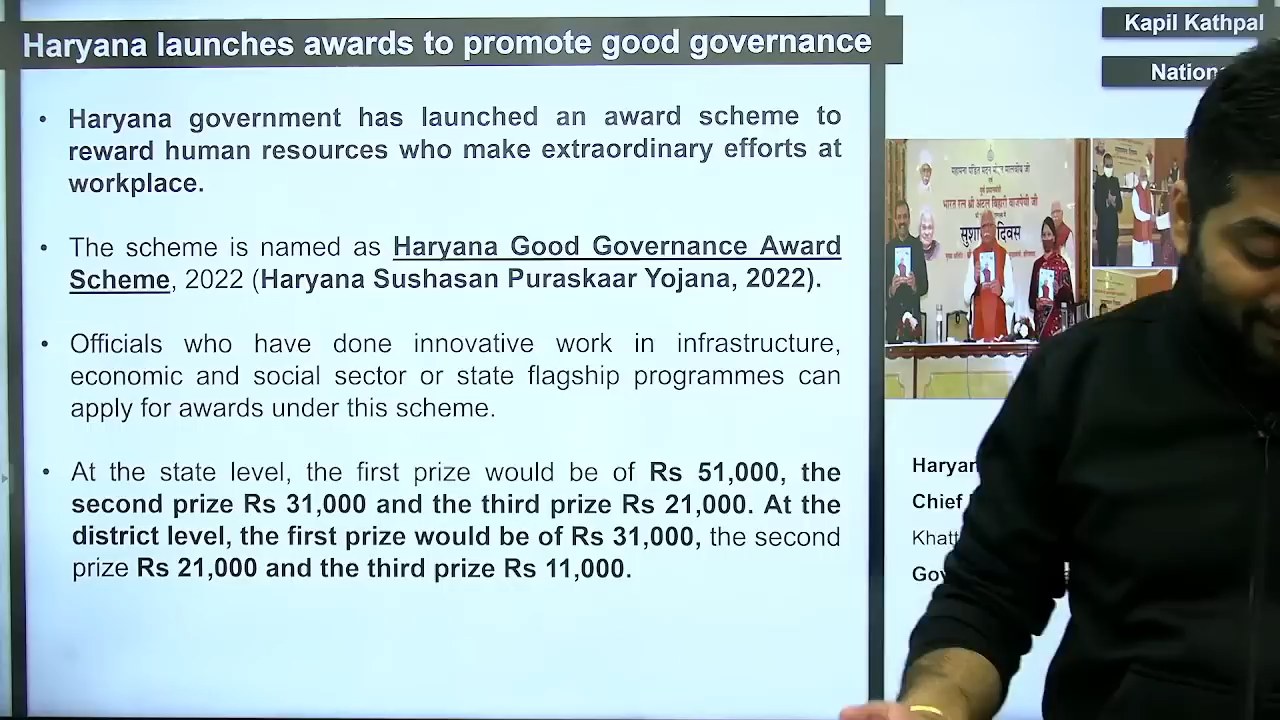 Haryana launches awards to promote good governance
Kapil Kathpal
• Haryana government has launched an award scheme to
reward human resources who make extraordinary efforts at
workplace.
• The scheme is named as Haryana Good Governance Award
Scheme, 2022 (Haryana Sushasan Puraskaar Yojana, 2022).
• Officials who have done innovative work in infrastructure,
economic and social sector or state flagship programmes can
apply for awards under this scheme.
• At the state level, the first prize would be of Rs 51,000, the
second prize Rs 31,000 and the third prize Rs 21,000. At the
district level, the first prize would be of Rs 31,000, the second
prize Rs 21,000 and the third prize Rs 11,000.
भारत रत्न श्री अटल बिहारी वाजपेयी जी
दिवस
Chief